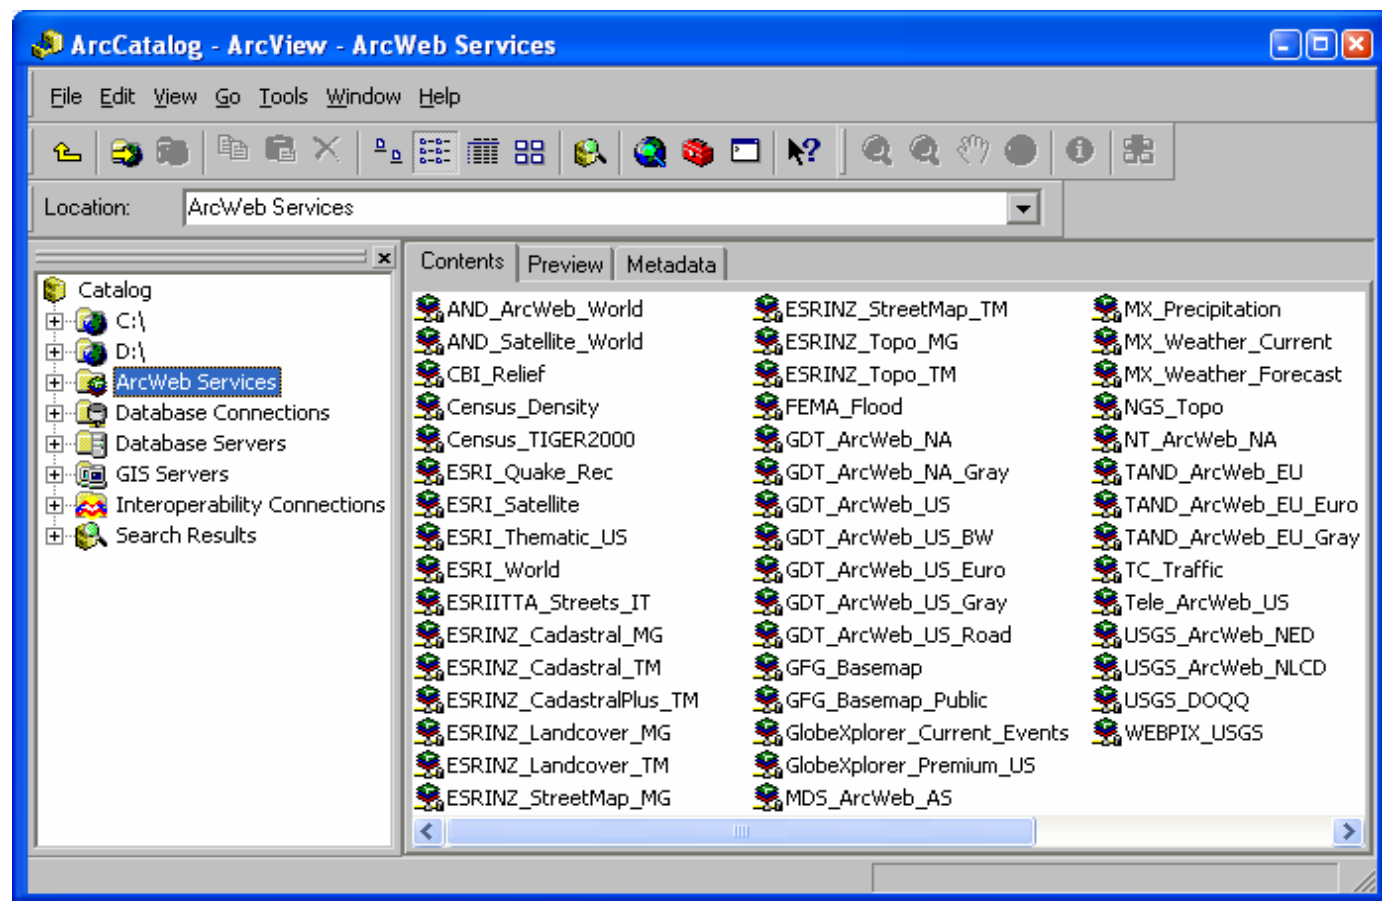 ArcCatalog - ArcView - ArcWeb Services
File Edit View Go Tools Window Help
Location: ArcWeb Services
Catalog
C:\
D:\
ArcWeb Services
Database Connections
Database Servers
GIS Servers
Interoperability Connections
Search Results
Contents Preview Metadata
AND_ArcWeb_World
AND_Satellite_World
CBI_Relief
Census_Density
Census_TIGER2000
ESRI_Quake_Rec
ESRI_Satellite
ESRI_Thematic_US
ESRI_World
ESRIITTA_Streets_IT
ESRINZ_Cadastral_MG
ESRINZ_Cadastral_TM
ESRINZ_CadastralPlus_TM
ESRINZ_Landcover_MG
ESRINZ_Landcover_TM
ESRINZ_StreetMap_MG
ESRINZ_StreetMap_TM
ESRINZ_Topo_MG
ESRINZ_Topo_TM
FEMA_Flood
GDT_ArcWeb_NA
GDT_ArcWeb_NA_Gray
GDT_ArcWeb_US
GDT_ArcWeb_US_BW
GDT_ArcWeb_US_Euro
GDT_ArcWeb_US_Gray
GDT_ArcWeb_US_Road
GFG_Basemap
GFG_Basemap_Public
GlobeXplorer_Current_Events
GlobeXplorer_Premium_US
MDS_ArcWeb_AS
MX_Precipitation
MX_Weather_Current
MX_Weather_Forecast
NGS_Topo
NT_ArcWeb_NA
TAND_ArcWeb_EU
TAND_ArcWeb_EU_Euro
TAND_ArcWeb_EU_Gray
TC_Traffic
Tele_ArcWeb_US
USGS_ArcWeb_NED
USGS_ArcWeb_NLCD
USGS_DOQQ
WEBPIX_USGS